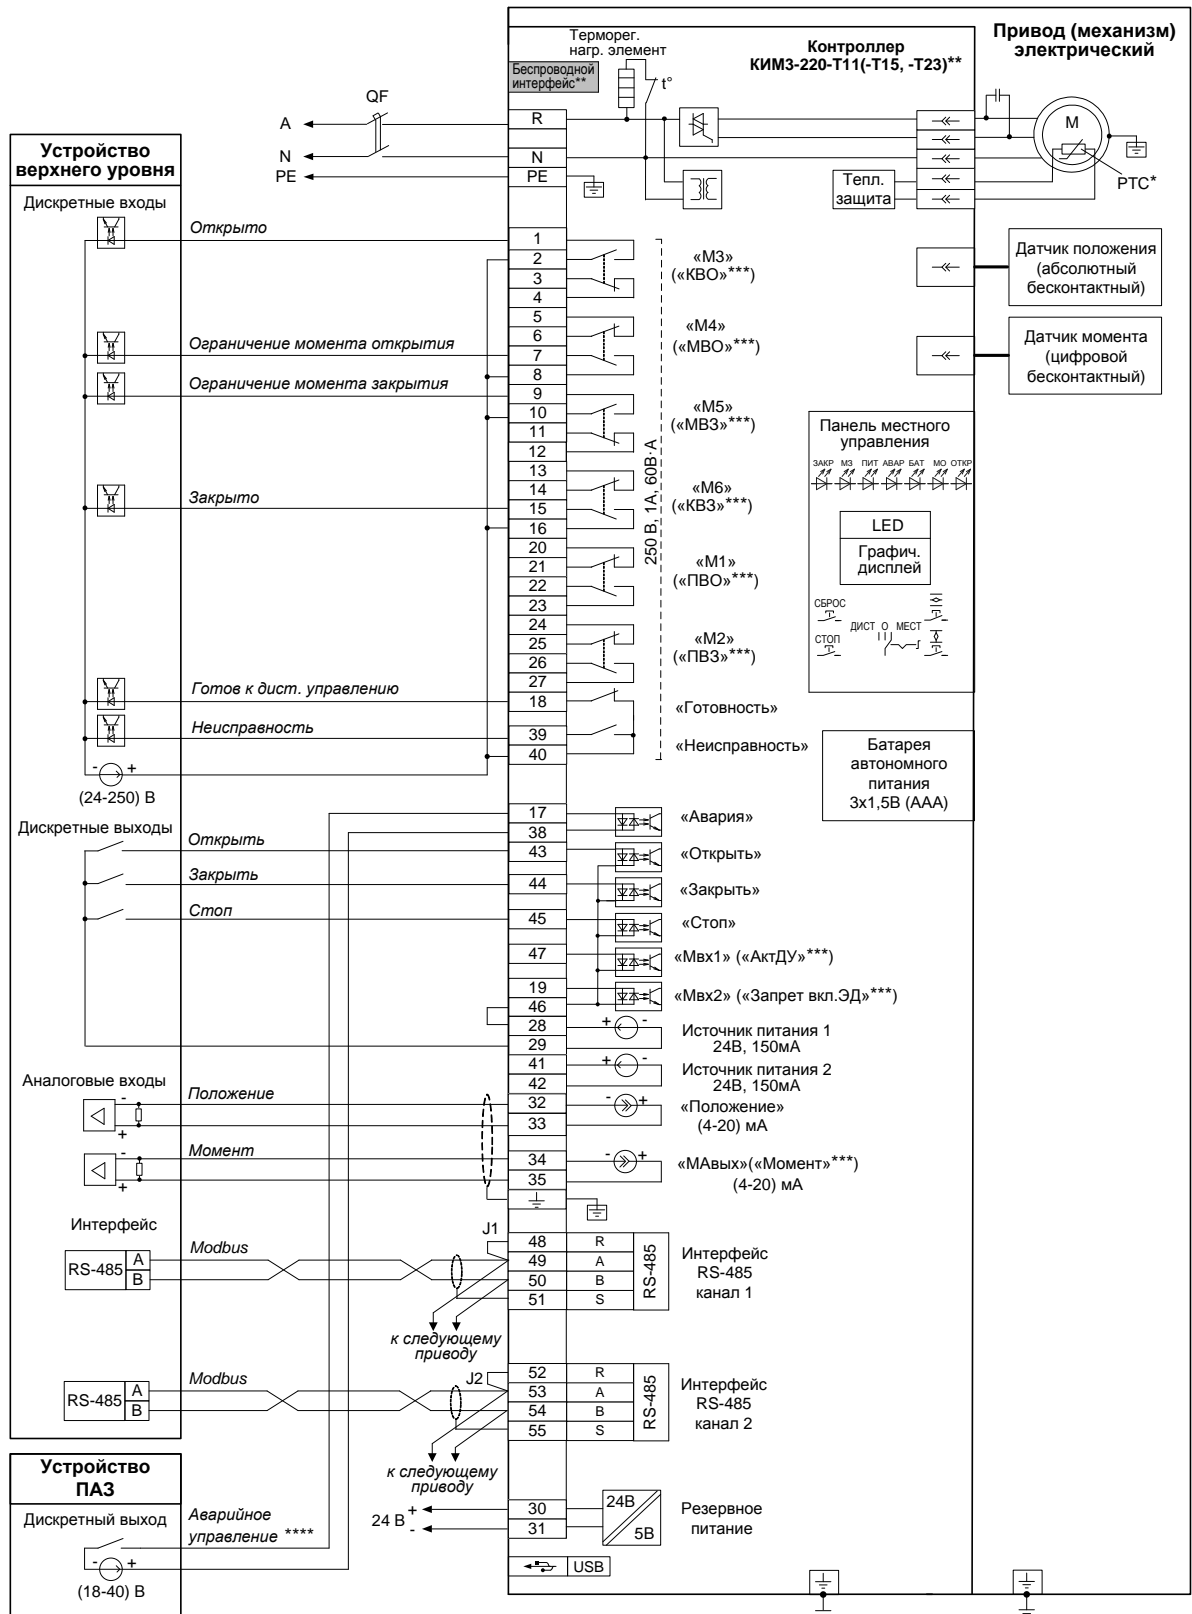 Привод (механизм)
электрический
Контроллер
КИМ3-220-Т11(-Т15, -Т23)**
Терморег.
нагр. элемент
Беспроводной
интерфейс**
t°
QF
A
R
N
N
PE
PE
M
РТС*
Тепл.
защита
Устройство
верхнего уровня
Дискретные входы
Открыто
1
2
3
4
«М3»
(«КВО»***)
Датчик положения
(абсолютный
бесконтактный)
Ограничение момента открытия
5
6
7
8
«М4»
(«МВО»***)
Датчик момента
(цифровой
бесконтактный)
Ограничение момента закрытия
9
10
11
12
«М5»
(«МВЗ»***)
Закрыто
13
14
15
16
«М6»
(«КВЗ»***)
250 В, 1А, 60В·А
20
21
22
23
«М1»
(«ПВО»***)
24
25
26
27
«М2»
(«ПВЗ»***)
Панель местного
управления
ЗАКР МЗ ПИТ АВАР БАТ МО ОТКР
LED
Графич.
дисплей
СБРОС
СТОП
ДИСТ О МЕСТ
Готов к дист. управлению
18
«Готовность»
Неисправность
39
40
«Неисправность»
- +
(24-250) В
Батарея
автономного
питания
3х1,5В (ААА)
Дискретные выходы
17
38
«Авария»
Открыть
43
«Открыть»
Закрыть
44
«Закрыть»
Стоп
45
«Стоп»
47
«Мвх1» («АктДУ»***)
19
46
«Мвх2» («Запрет вкл.ЭД»***)
28
29
+ -
Источник питания 1
24В, 150мА
41
42
+ -
Источник питания 2
24В, 150мА
Аналоговые входы
Положение
-
+
32
33
- +
«Положение»
(4-20) мА
Момент
-
+
34
35
- +
«МАвых»(«Момент»***)
(4-20) мА
Интерфейс
RS-485
A
B
Modbus
J1
48 R
49 A
50 B
51 S
RS-485
Интерфейс
RS-485
канал 1
к следующему
приводу
RS-485
A
B
Modbus
J2
52 R
53 A
54 B
55 S
RS-485
Интерфейс
RS-485
канал 2
к следующему
приводу
Устройство
ПАЗ
Дискретный выход
Аварийное
управление ****
- +
(18-40) В
24 В
+
-
30
31
24В
5В
Резервное
питание
USB